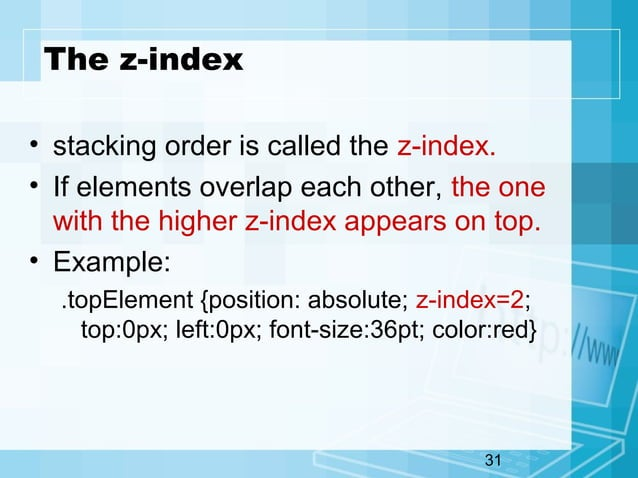 The z-index
• stacking order is called the z-index.
• If elements overlap each other, the one
with the higher z-index appears on top.
• Example:
.topElement {position: absolute; z-index=2;
top:0px; left:0px; font-size:36pt; color:red}
http://www
31